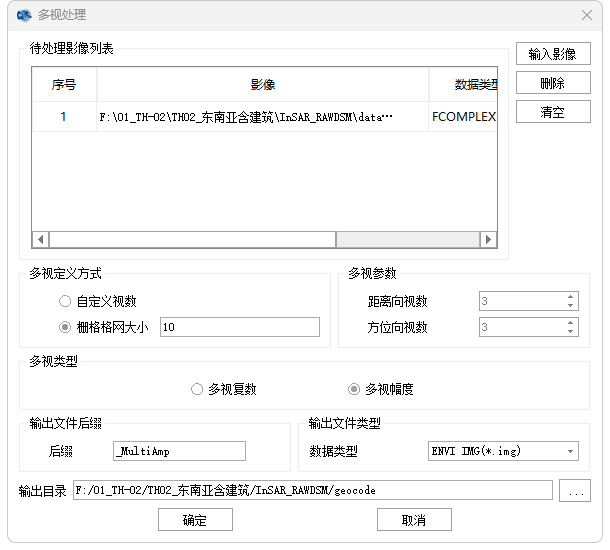 多视处理
待处理影像列表
序号 影像 数据类型
1 F:\01_TH-02\TH02_东南亚含建筑\InSAR_RAWDSM\data… FCOMPLEX
输入影像
删除
清空
多视定义方式
自定义视数
栅格格网大小 10
多视参数
距离向视数 3
方位向视数 3
多视类型
多视复数 多视幅度
输出文件后缀
后缀 _MultiAmp
输出文件类型
数据类型 ENVI IMG(*.img)
输出目录 F:/01_TH-02/TH02_东南亚含建筑/InSAR_RAWDSM/geocode ...
确定 取消